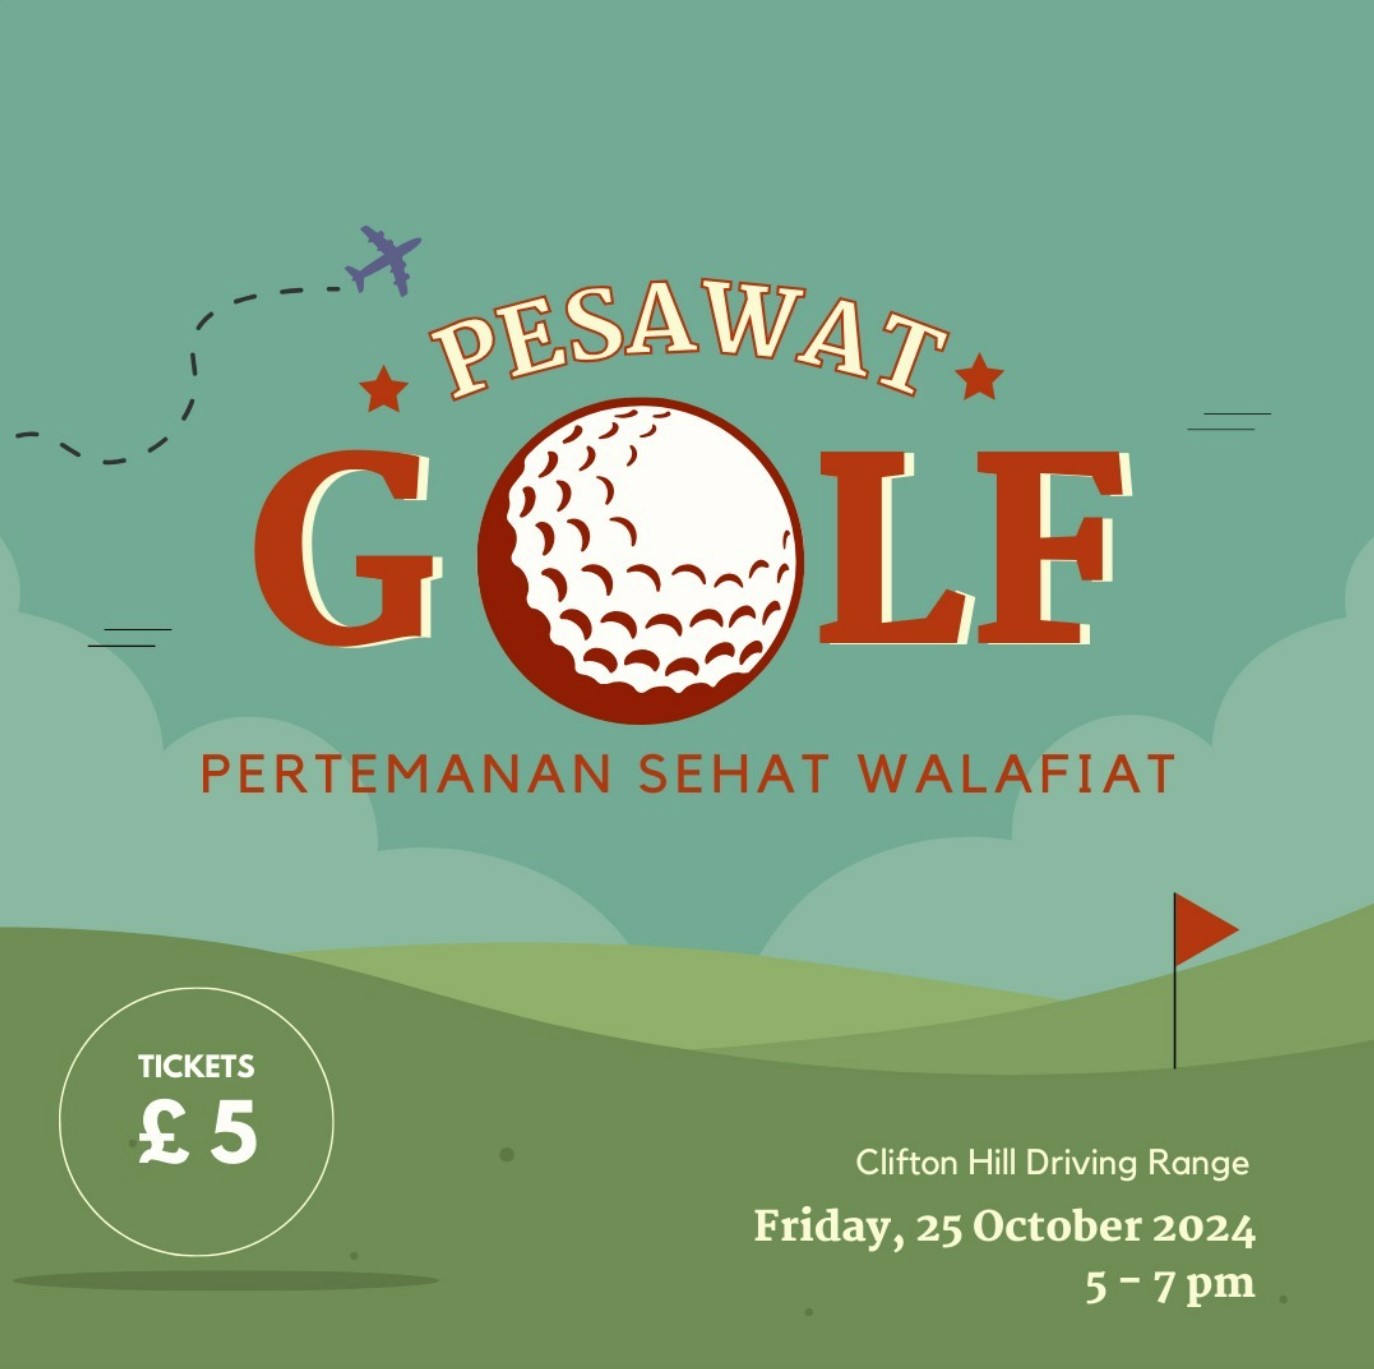 PESAWAT
GOLF
PERTEMANAN SEHAT WALAFIAT
TICKETS
£ 5
Clifton Hill Driving Range
Friday, 25 October 2024
5 - 7 pm